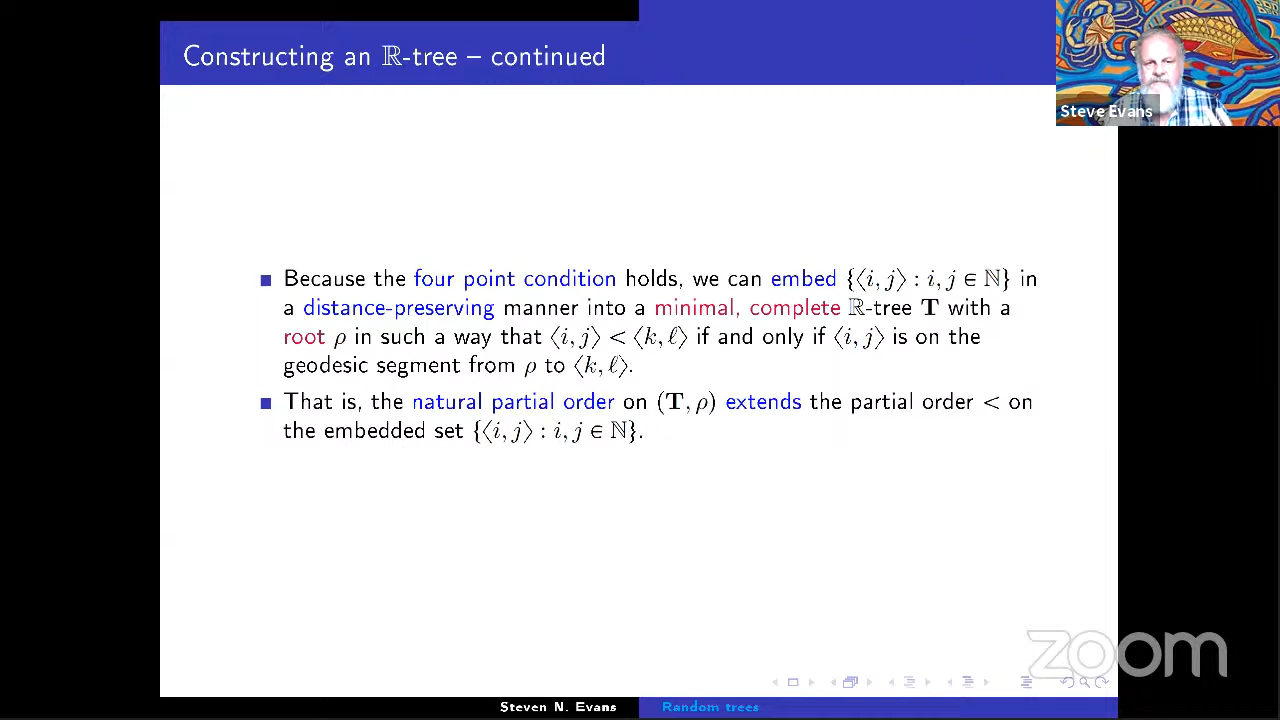 Constructing an ℝ-tree – continued
Steve Evans
■ Because the four point condition holds, we can embed {⟨i, j⟩ : i, j ∈ ℕ} in
a distance-preserving manner into a minimal, complete ℝ-tree T with a
root ρ in such a way that ⟨i, j⟩ < ⟨k, ℓ⟩ if and only if ⟨i, j⟩ is on the
geodesic segment from ρ to ⟨k, ℓ⟩.
■ That is, the natural partial order on (T, ρ) extends the partial order < on
the embedded set {⟨i, j⟩ : i, j ∈ ℕ}.
zoom
Steven N. Evans
Random trees